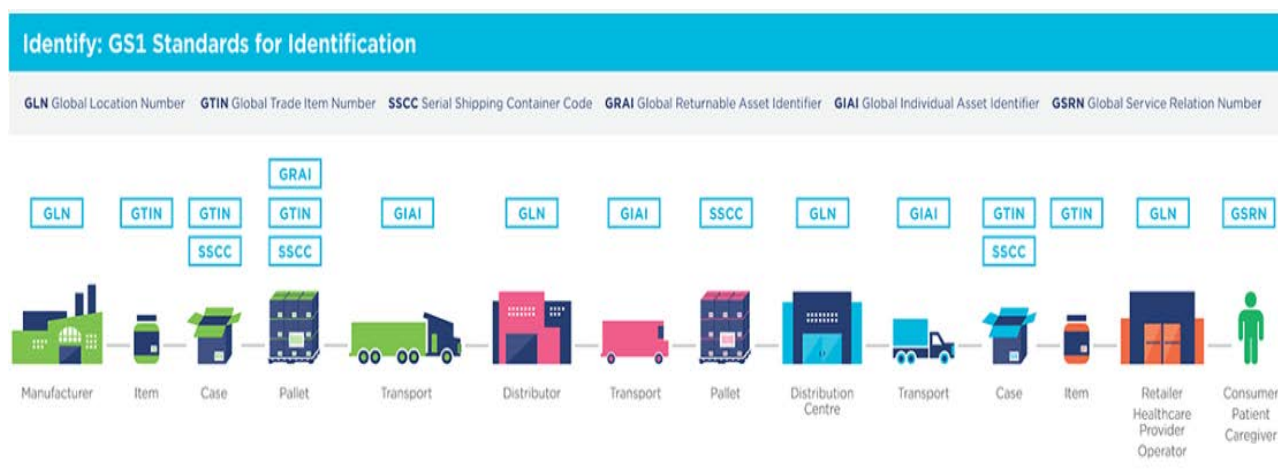 Identify: GS1 Standards for Identification
GLN Global Location Number GTIN Global Trade Item Number SSCC Serial Shipping Container Code GRAI Global Returnable Asset Identifier GIAI Global Individual Asset Identifier GSRN Global Service Relation Number
GRAI
GLN GTIN GTIN GTIN GIAI GLN GIAI SSCC GLN GIAI GTIN GTIN GLN GSRN
SSCC SSCC SSCC
Manufacturer Item Case Pallet Transport Distributor Transport Pallet Distribution Transport Case Item Retailer Consumer
Centre Healthcare Patient
Provider Caregiver
Operator